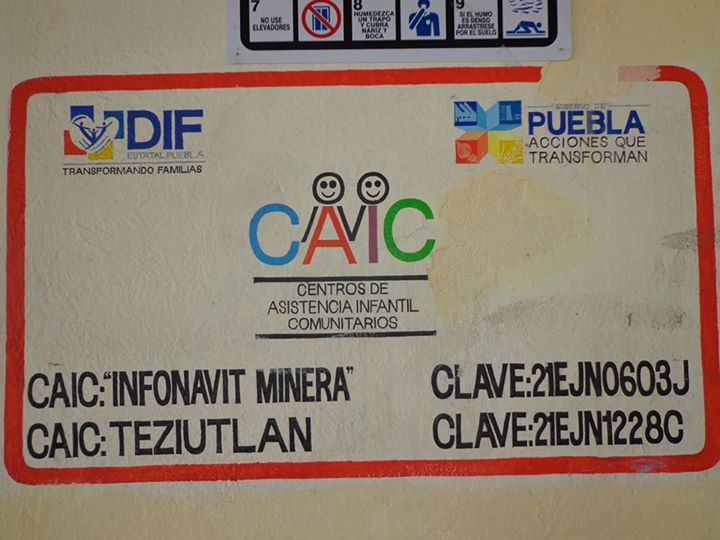 7
NO USE
ELEVADORES
8
HUMEDEZCA
UN TRAPO
Y CUBRA
NARIZ Y
BOCA
9
SI EL HUMO
ES DENSO
ARRASTRESE
POR EL SUELO
DIF
ESTATAL PUEBLA
TRANSFORMANDO FAMILIAS
GOBIERNO DE
PUEBLA
ACCIONES QUE
TRANSFORMAN
CAIC
CENTROS DE
ASISTENCIA INFANTIL
COMUNITARIOS
CAIC:"INFONAVIT MINERA" CLAVE:21EJN0603J
CAIC: TEZIUTLAN CLAVE:21EJN1228C